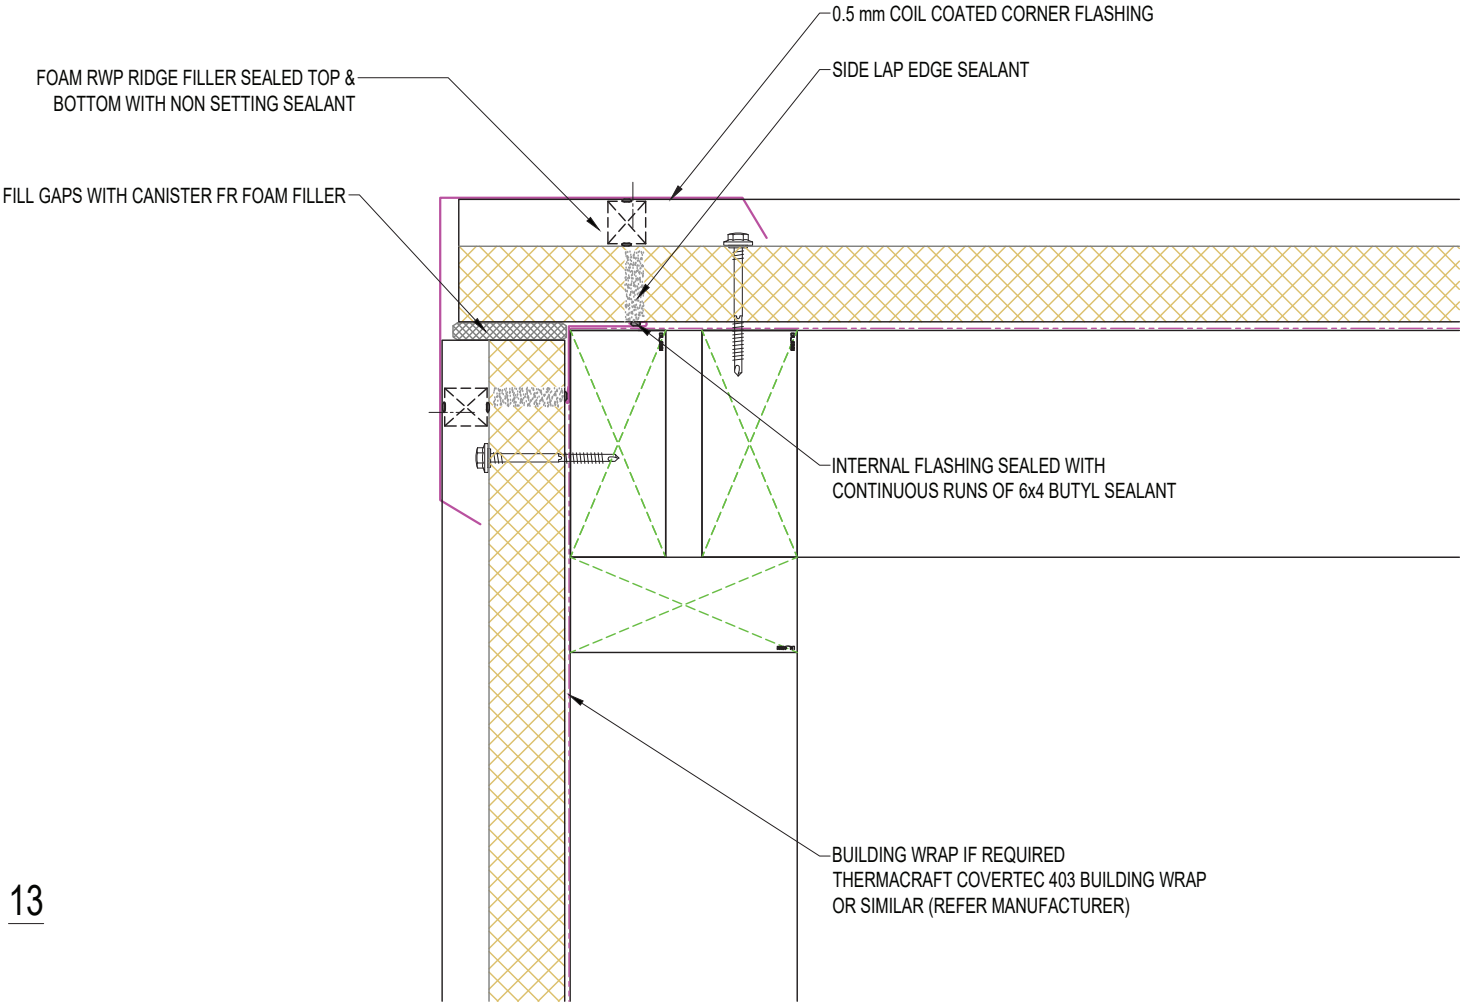 0.5 mm COIL COATED CORNER FLASHING
FOAM RWP RIDGE FILLER SEALED TOP &
BOTTOM WITH NON SETTING SEALANT
SIDE LAP EDGE SEALANT
FILL GAPS WITH CANISTER FR FOAM FILLER
INTERNAL FLASHING SEALED WITH
CONTINUOUS RUNS OF 6x4 BUTYL SEALANT
BUILDING WRAP IF REQUIRED
THERMACRAFT COVERTEC 403 BUILDING WRAP
OR SIMILAR (REFER MANUFACTURER)
13